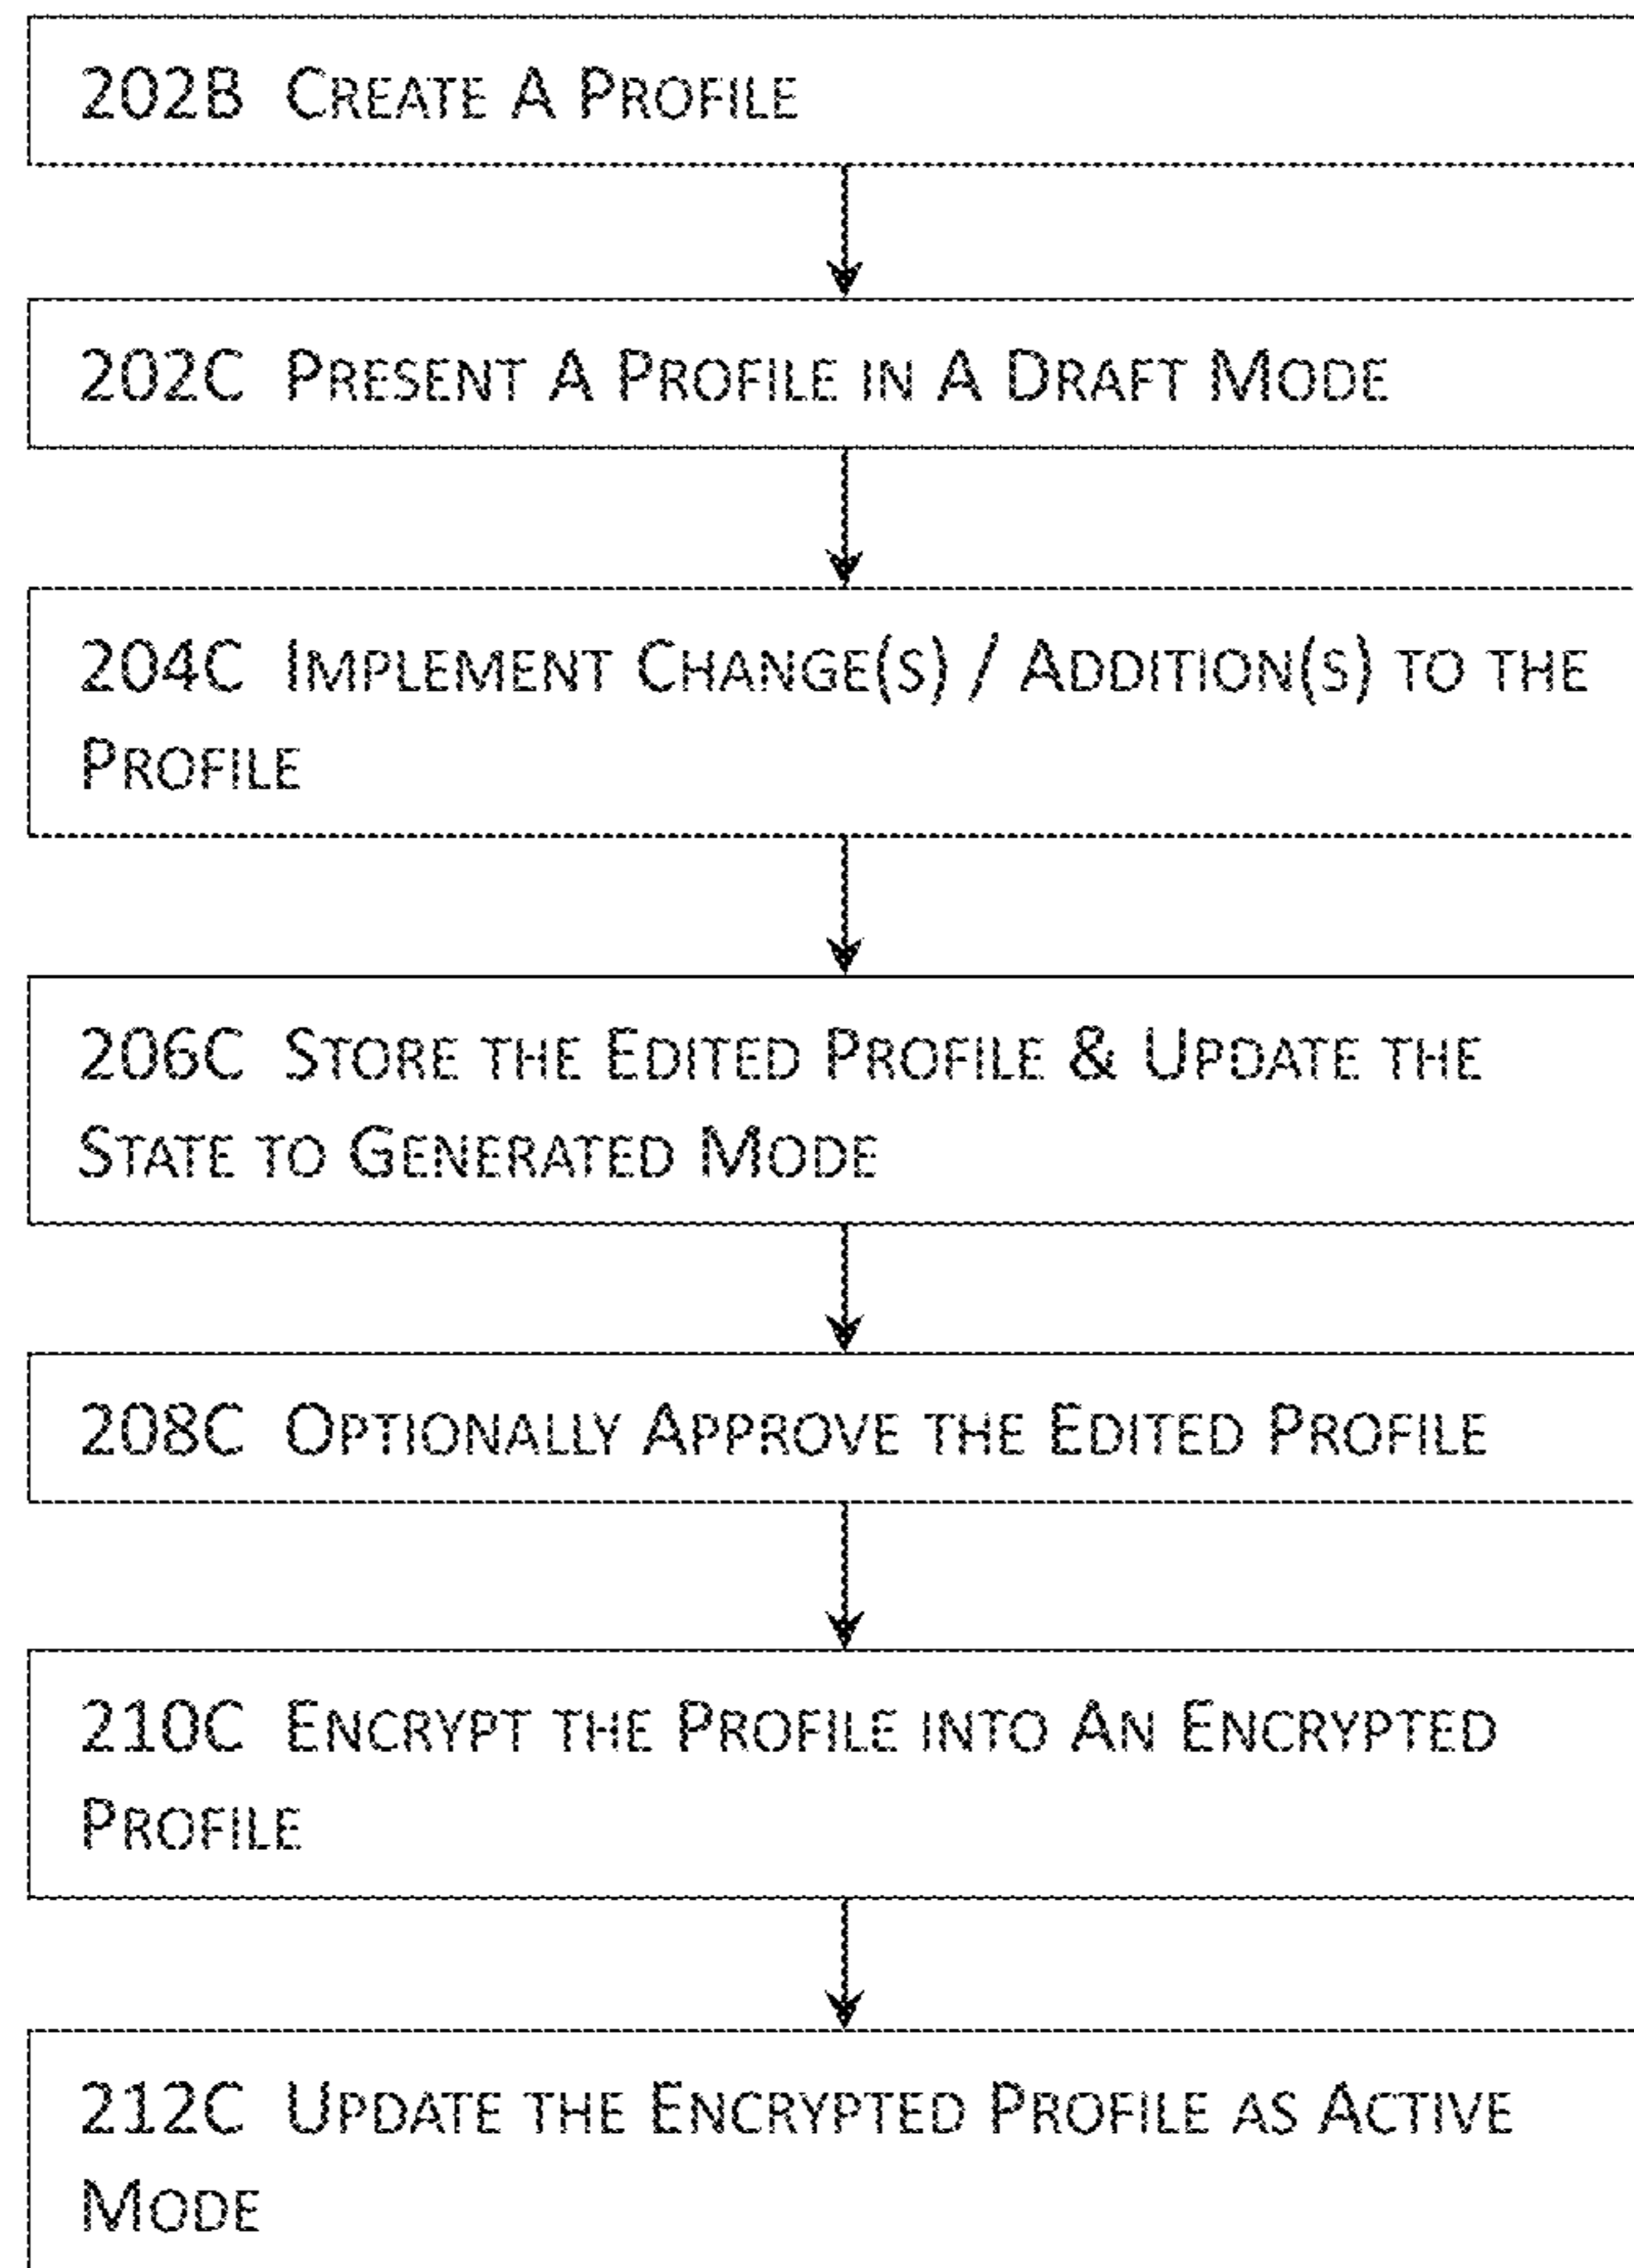 202B CREATE A PROFILE
202C PRESENT A PROFILE IN A DRAFT MODE
204C IMPLEMENT CHANGE(S) / ADDITION(S) TO THE
PROFILE
206C STORE THE EDITED PROFILE & UPDATE THE
STATE TO GENERATED MODE
208C OPTIONALLY APPROVE THE EDITED PROFILE
210C ENCRYPT THE PROFILE INTO AN ENCRYPTED
PROFILE
212C UPDATE THE ENCRYPTED PROFILE AS ACTIVE
MODE